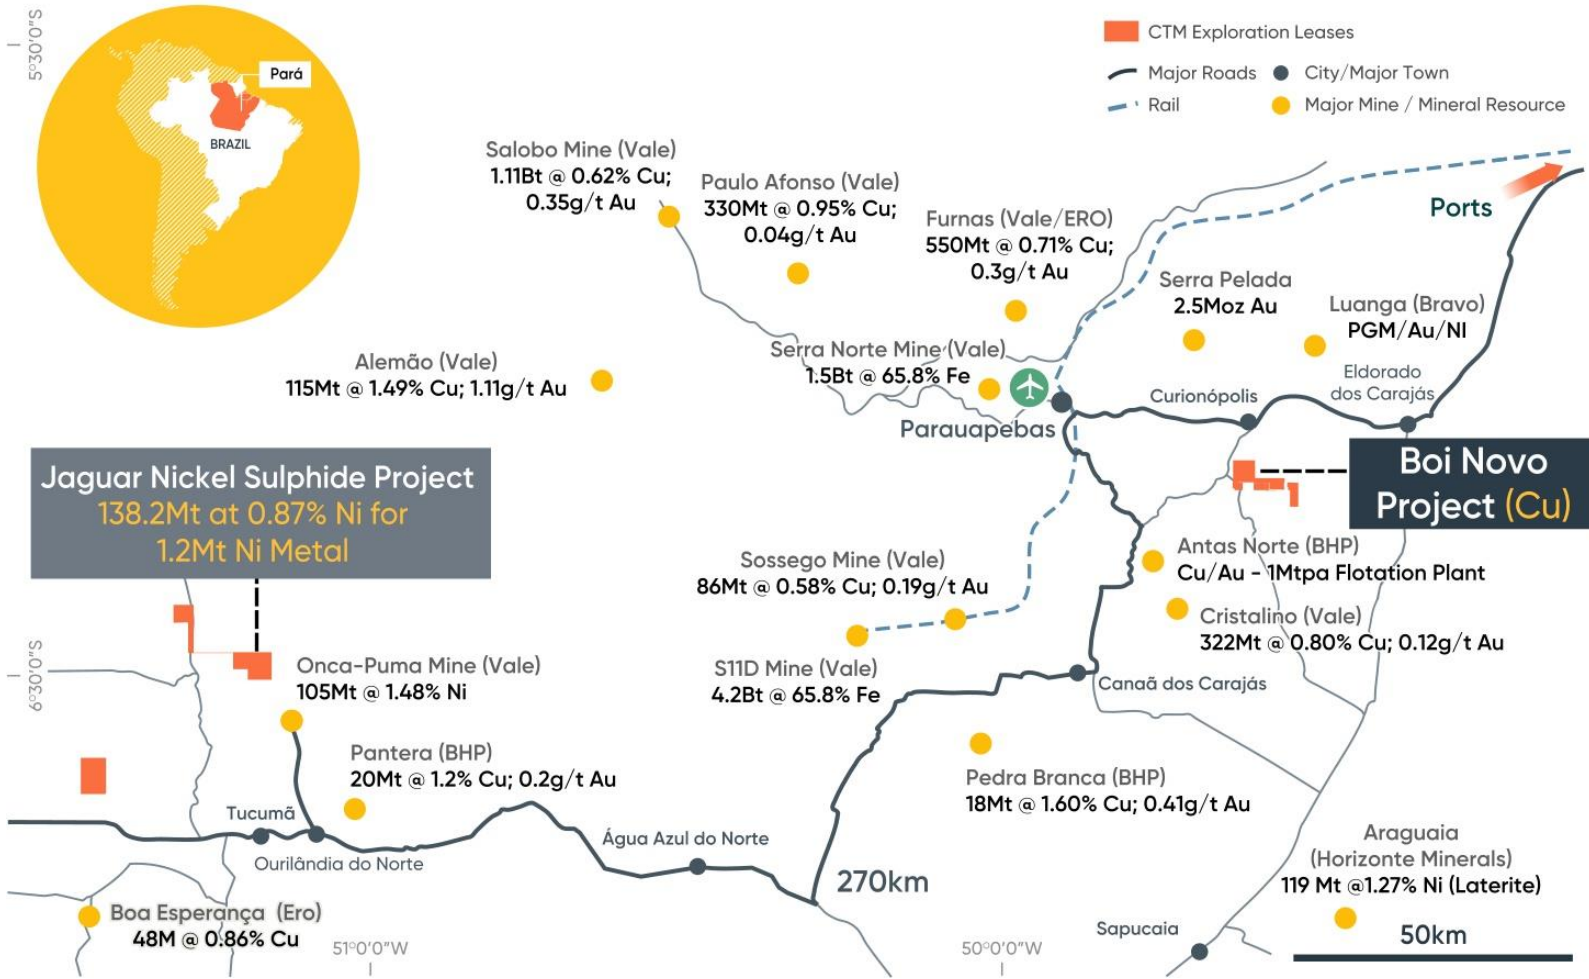 5°30'0"S
Pará
BRAZIL
CTM Exploration Leases
Major Roads
City/Major Town
Rail
Major Mine / Mineral Resource
Salobo Mine (Vale)
1.11Bt @ 0.62% Cu;
0.35g/t Au
Paulo Afonso (Vale)
330Mt @ 0.95% Cu;
0.04g/t Au
Furnas (Vale/ERO)
550Mt @ 0.71% Cu;
0.3g/t Au
Ports
Serra Pelada
2.5Moz Au
Luanga (Bravo)
PGM/Au/NI
Alemão (Vale)
115Mt @ 1.49% Cu; 1.11g/t Au
Serra Norte Mine (Vale)
1.5Bt @ 65.8% Fe
Parauapebas
Curionópolis
Eldorado
dos Carajás
Jaguar Nickel Sulphide Project
138.2Mt at 0.87% Ni for
1.2Mt Ni Metal
Boi Novo
Project (Cu)
Antas Norte (BHP)
Cu/Au - 1Mtpa Flotation Plant
Sossego Mine (Vale)
86Mt @ 0.58% Cu; 0.19g/t Au
Cristalino (Vale)
322Mt @ 0.80% Cu; 0.12g/t Au
6°30'0"S
Onca-Puma Mine (Vale)
105Mt @ 1.48% Ni
S11D Mine (Vale)
4.2Bt @ 65.8% Fe
Canaã dos Carajás
Pantera (BHP)
20Mt @ 1.2% Cu; 0.2g/t Au
Pedra Branca (BHP)
18Mt @ 1.60% Cu; 0.41g/t Au
Tucumã
Ourilândia do Norte
Água Azul do Norte
270km
Araguaia
(Horizonte Minerals)
119 Mt @1.27% Ni (Laterite)
Boa Esperança (Ero)
48M @ 0.86% Cu
51°0'0"W
50°0'0"W
Sapucaia
50km